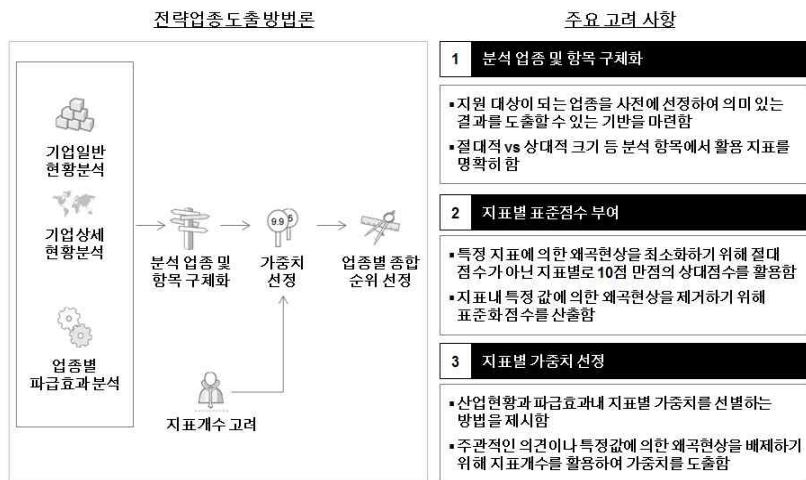 전략업종도출방법론
기업일반
현황분석
기업상세
현황분석
업종별
파급효과분석
분석 업종 및
항목 구체화
9.9 5
가중치
선정
업종별 종합
순위 선정
지표개수 고려
주요 고려 사항
1 분석 업종 및 항목 구체화
▪지원 대상이 되는 업종을 사전에 선정하여 의미 있는
결과를 도출할 수 있는 기반을 마련함
▪절대적 vs 상대적 크기 등 분석 항목에서 활용 지표를
명확히 함
2 지표별 표준점수 부여
▪특정 지표에 의한 왜곡현상을 최소화하기 위해 절대
점수가 아닌 지표별로 10점 만점의 상대점수를 활용함
▪지표내 특정 값에 의한 왜곡현상을 제거하기 위해
표준화 점수를 산출함
3 지표별 가중치 선정
▪산업현황과 파급효과내 지표별 가중치를 선별하는
방법을 제시함
▪주관적인 의견이나 특정값에 의한 왜곡현상을 배제하기
위해 지표개수를 활용하여 가중치를 도출함